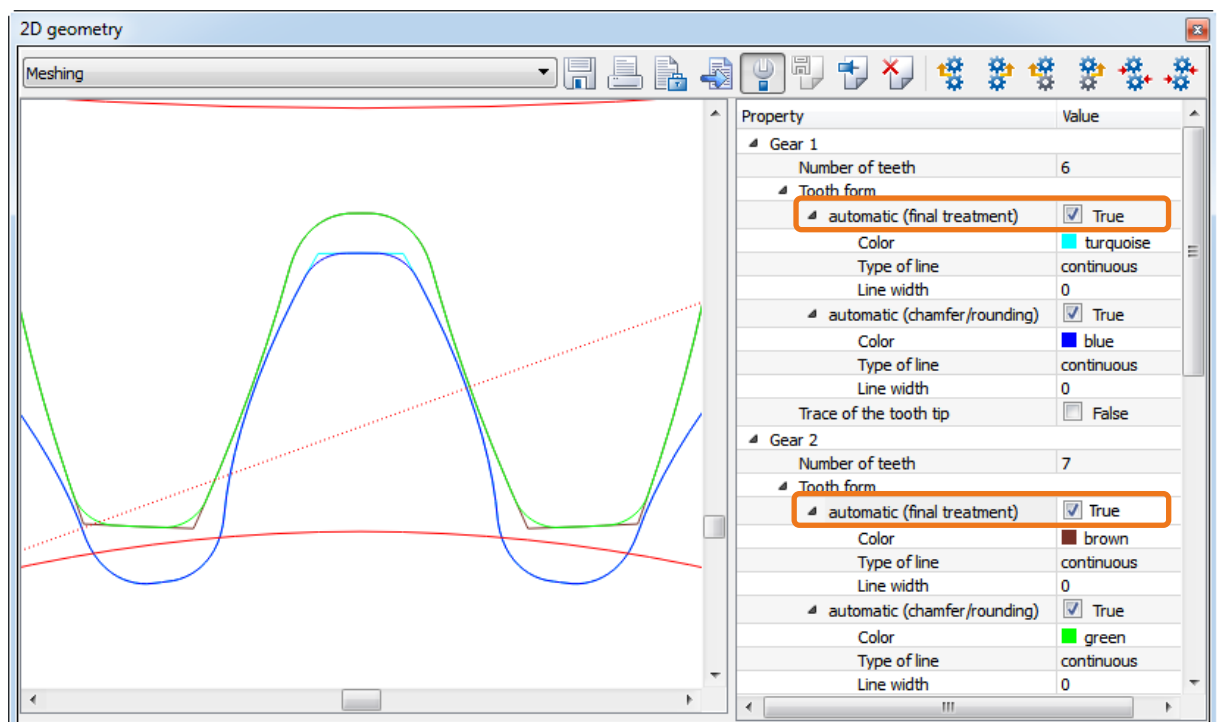 2D geometry
Meshing
Property Value
Gear 1
Number of teeth 6
Tooth form
automatic (final treatment) True
Color turquoise
Type of line continuous
Line width 0
automatic (chamfer/rounding) True
Color blue
Type of line continuous
Line width 0
Trace of the tooth tip False
Gear 2
Number of teeth 7
Tooth form
automatic (final treatment) True
Color brown
Type of line continuous
Line width 0
automatic (chamfer/rounding) True
Color green
Type of line continuous
Line width 0